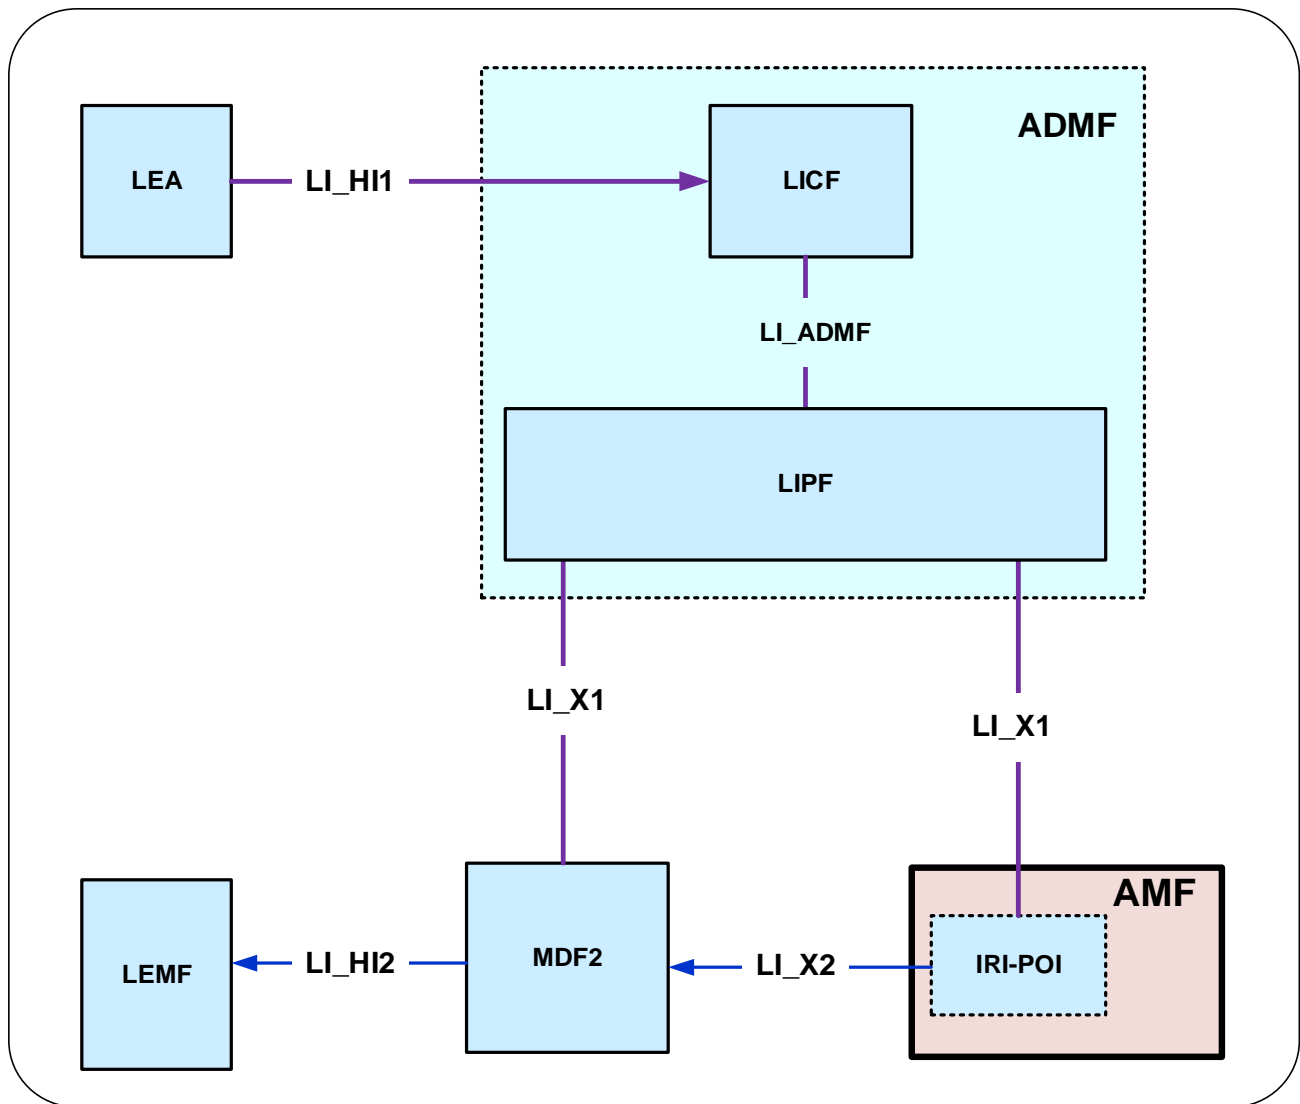 ADMF
LEA
LI_HI1
LICF
LI_ADMF
LIPF
LI_X1
LI_X1
AMF
LEMF
LI_HI2
MDF2
LI_X2
IRI-POI